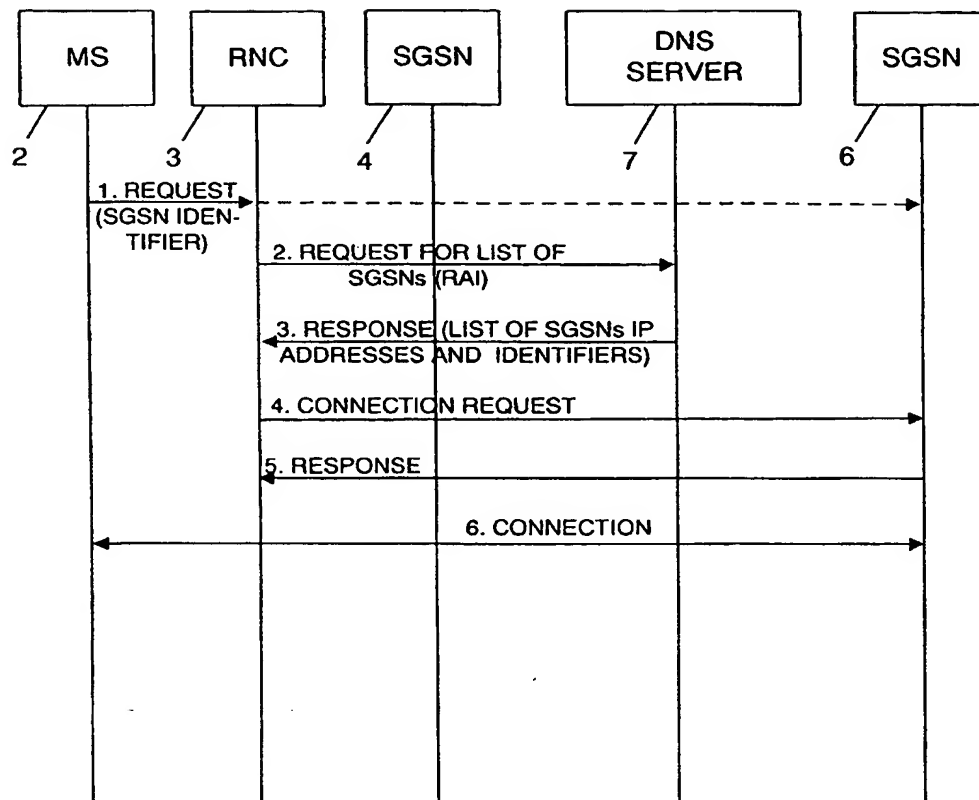 MS
RNC
SGSN
DNS
SERVER
SGSN
2
3
4
7
6
1. REQUEST
(SGSN IDEN-
TIFIER)
2. REQUEST FOR LIST OF
SGSNs (RAI)
3. RESPONSE (LIST OF SGSNs IP
ADDRESSES AND IDENTIFIERS)
4. CONNECTION REQUEST
5. RESPONSE
6. CONNECTION